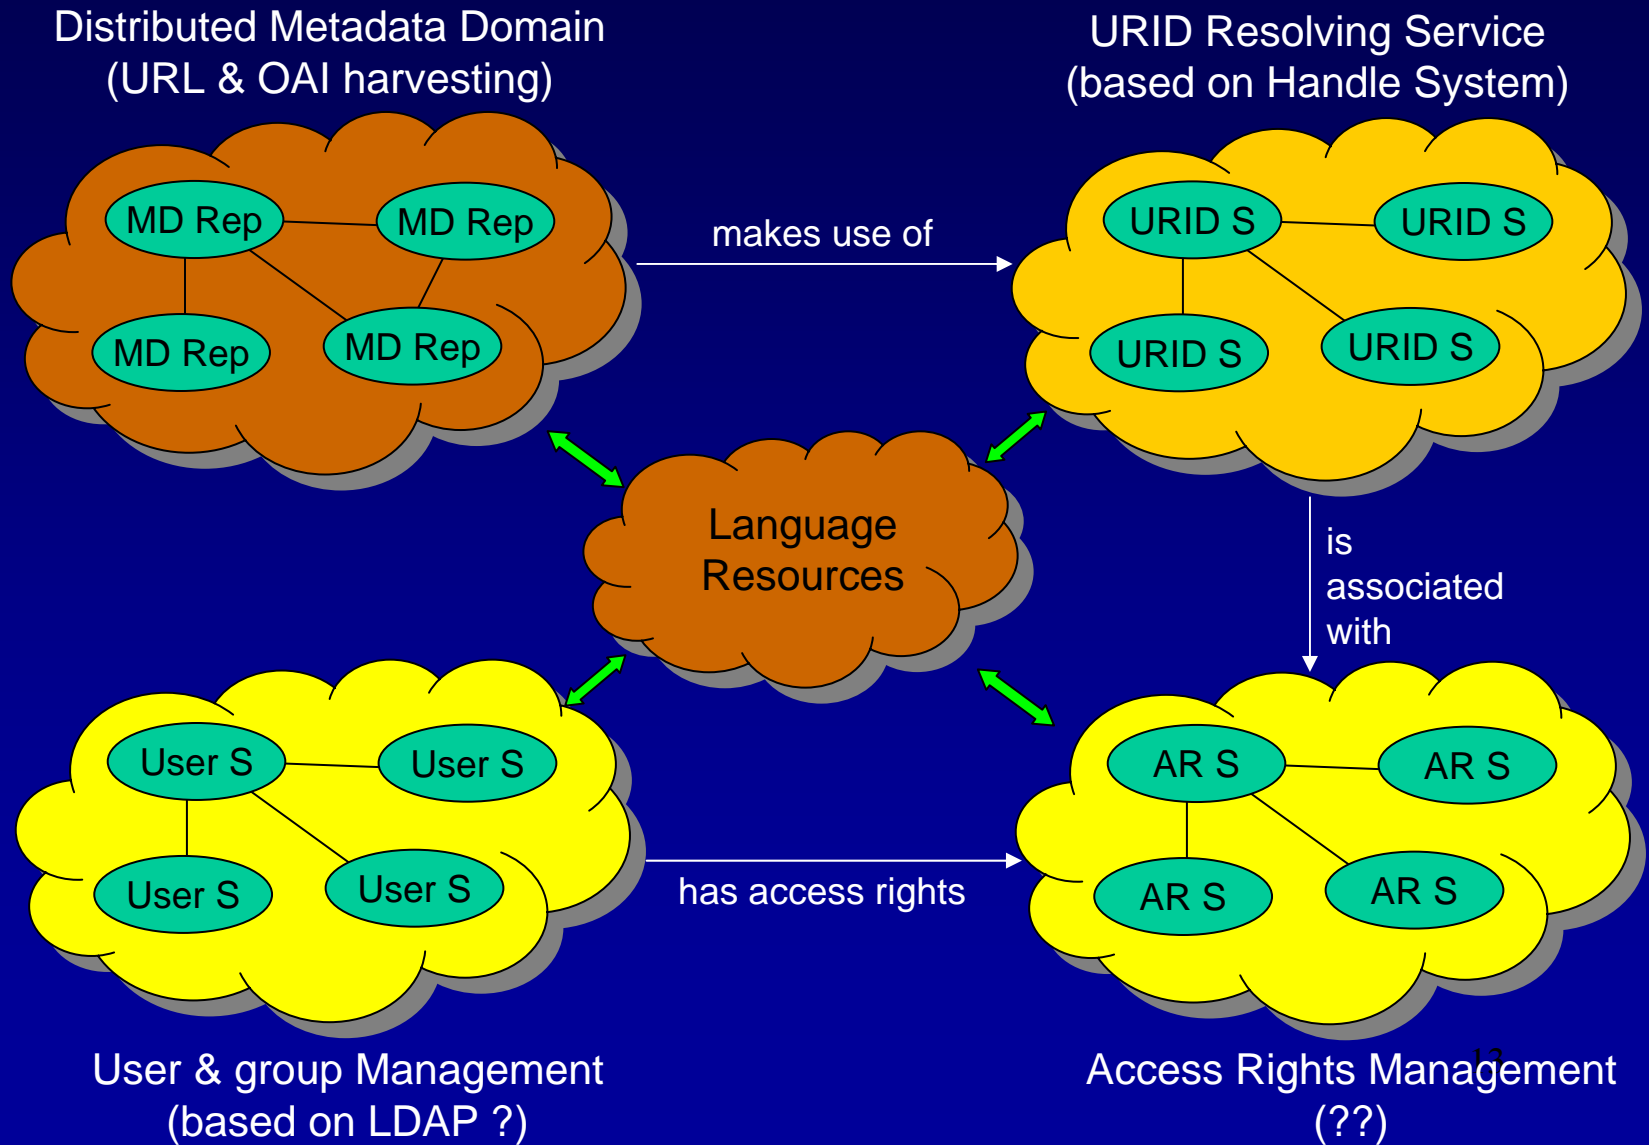 Distributed Metadata Domain
(URL & OAI harvesting)
URID Resolving Service
(based on Handle System)
MD Rep
MD Rep
MD Rep
MD Rep
makes use of
URID S
URID S
URID S
URID S
Language
Resources
is
associated
with
User S
User S
User S
User S
has access rights
AR S
AR S
AR S
AR S
User & group Management
(based on LDAP ?)
13
Access Rights Management
(??)